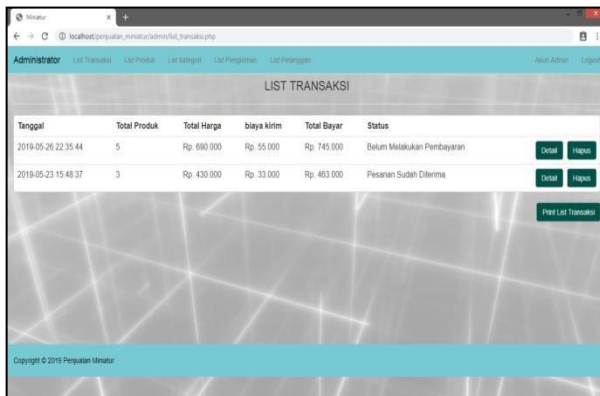 Miniatur
localhost/penjualan_miniatur/admin/list_transaksi.php
Administrator List Transaksi List Produk List kategori List Pengiriman List Pelanggan Akun Admin Logout
LIST TRANSAKSI
Tanggal Total Produk Total Harga biaya kirim Total Bayar Status
2019-05-26 22:35:44 5 Rp. 690.000 Rp. 55.000 Rp. 745.000 Belum Melakukan Pembayaran Detail Hapus
2019-05-23 15:48:37 3 Rp. 430.000 Rp. 33.000 Rp. 463.000 Pesanan Sudah Diterima Detail Hapus
Print List Transaksi
Copyright © 2019 Penjualan Miniatur